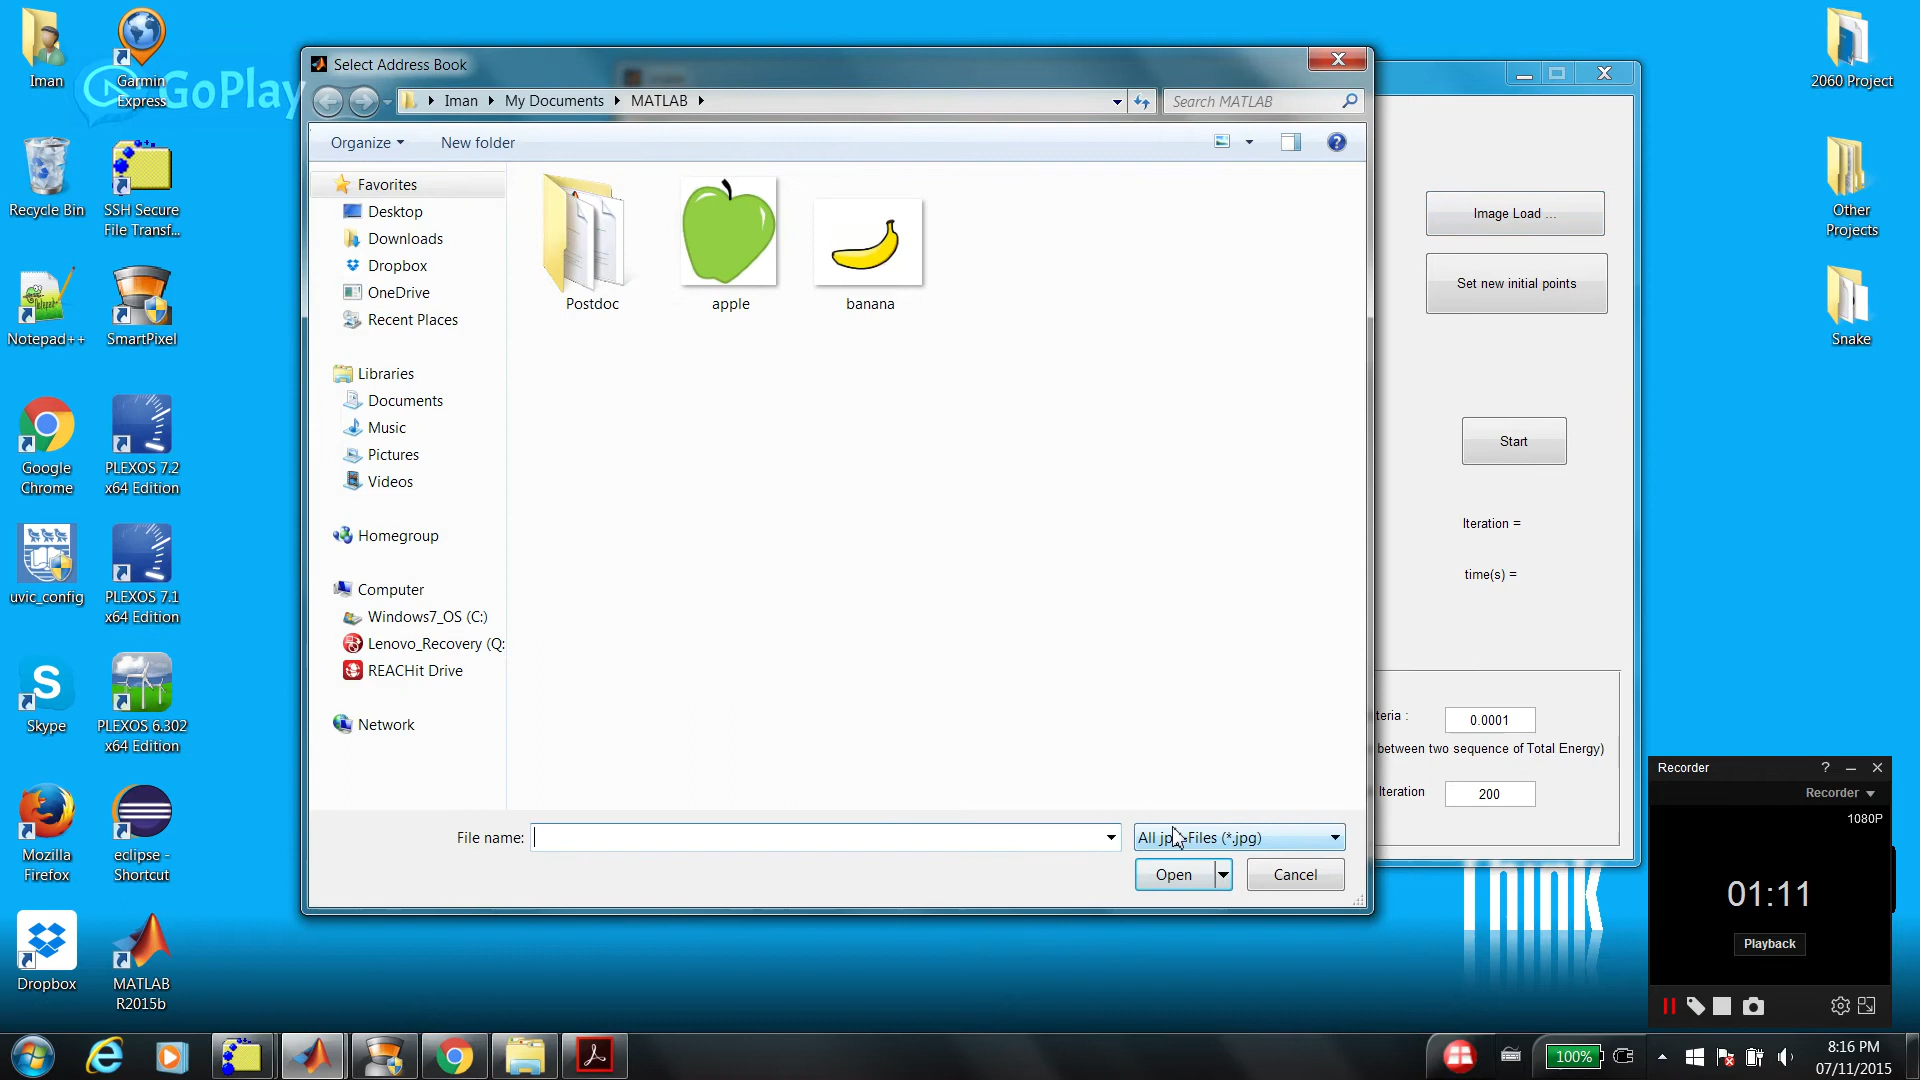 Iman
Garmin
Express
GoPlay
Recycle Bin
SSH Secure
File Transf...
Notepad++
SmartPixel
Google
Chrome
PLEXOS 7.2
x64 Edition
uvic_config
PLEXOS 7.1
x64 Edition
Skype
PLEXOS 6.302
x64 Edition
Mozilla
Firefox
eclipse -
Shortcut
Dropbox
MATLAB
R2015b
Select Address Book
Iman
My Documents
MATLAB
Search MATLAB
Organize
New folder
Favorites
Desktop
Downloads
Dropbox
OneDrive
Recent Places
Libraries
Documents
Music
Pictures
Videos
Homegroup
Computer
Windows7_OS (C:)
Lenovo_Recovery (Q:
REACHit Drive
Network
Postdoc
apple
banana
File name:
All jpg-Files (*.jpg)
Open
Cancel
Image Load ...
Set new initial points
Start
Iteration =
time(s) =
teria :
0.0001
between two sequence of Total Energy)
Iteration
200
2060 Project
Other
Projects
Snake
Think
Recorder
?
Recorder
1080P
01:11
Playback
100%
8:16 PM
07/11/2015